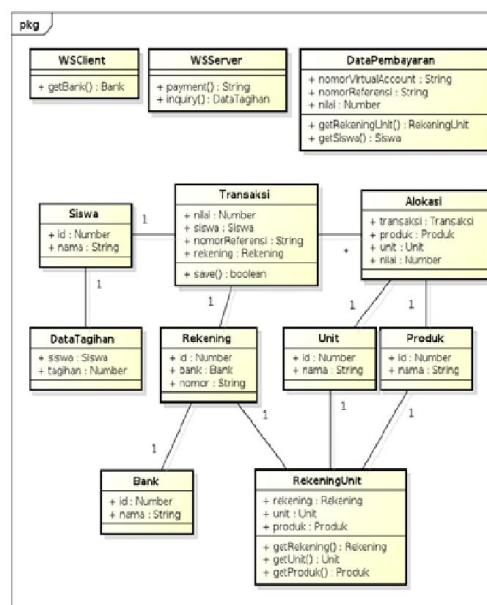 pkg
WSClient
+ getBank() : Bank
WSServer
+ payment() : String
+ inquiry() : DataTagihan
DataPembayaran
+ nomorVirtualAccount : String
+ nomorReferensi : String
+ nilai : Number
+ getRekeningUnit() : RekeningUnit
+ getSiswa() : Siswa
Siswa
+ id : Number
+ nama : String
1
Transaksi
+ nilai : Number
+ siswa : Siswa
+ nomorReferensi : String
+ rekening : Rekening
+ save() : boolean
*
Alokasi
+ transaksi : Transaksi
+ produk : Produk
+ unit : Unit
+ nilai : Number
1
1
1
1
DataTagihan
+ siswa : Siswa
+ tagihan : Number
Rekening
+ id : Number
+ bank : Bank
+ nomor : String
Unit
+ id : Number
+ nama : String
Produk
+ id : Number
+ nama : String
1
1
1
1
Bank
+ id : Number
+ nama : String
RekeningUnit
+ rekening : Rekening
+ unit : Unit
+ produk : Produk
+ getRekening() : Rekening
+ getUnit() : Unit
+ getProduk() : Produk